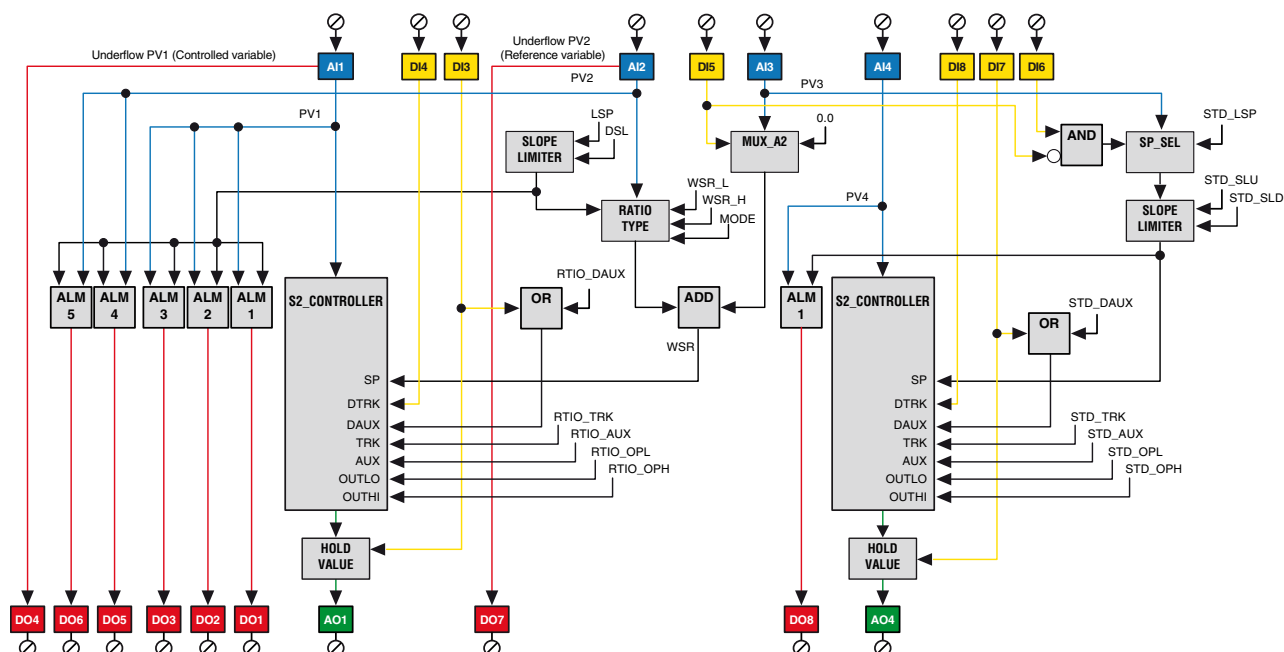 Underflow PV1 (Controlled variable)
AI1
DI4
DI3
Underflow PV2
(Reference variable)
AI2
DI5
AI3
AI4
DI8
DI7
DI6
PV2
PV3
PV1
LSP
DSL
0.0
SLOPE
LIMITER
MUX_A2
AND
SP_SEL
STD_LSP
WSR_L
WSR_H
MODE
RATIO
TYPE
PV4
STD_SLU
STD_SLD
SLOPE
LIMITER
ALM
5
ALM
4
ALM
3
ALM
2
ALM
1
S2_CONTROLLER
RTIO_DAUX
OR
ADD
WSR
ALM
1
S2_CONTROLLER
STD_DAUX
OR
SP
DTRK
DAUX
TRK
AUX
OUTLO
OUTHI
RTIO_TRK
RTIO_AUX
RTIO_OPL
RTIO_OPH
SP
DTRK
DAUX
TRK
AUX
OUTLO
OUTHI
STD_TRK
STD_AUX
STD_OPL
STD_OPH
HOLD
VALUE
HOLD
VALUE
DO4
DO6
DO5
DO3
DO2
DO1
AO1
DO7
DO8
AO4